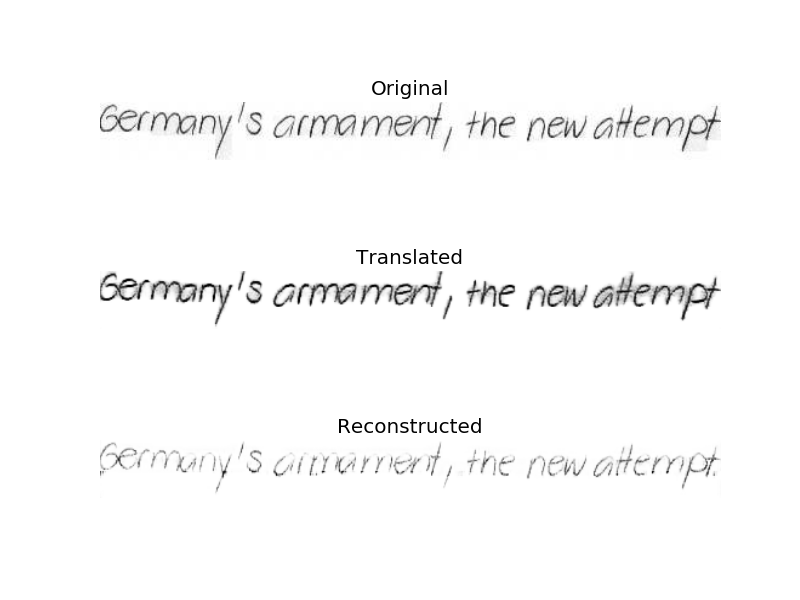 Original
Germany's armament, the new attempt
Translated
Germany's armament, the new attempt
Reconstructed
Germany's armament, the new attempt